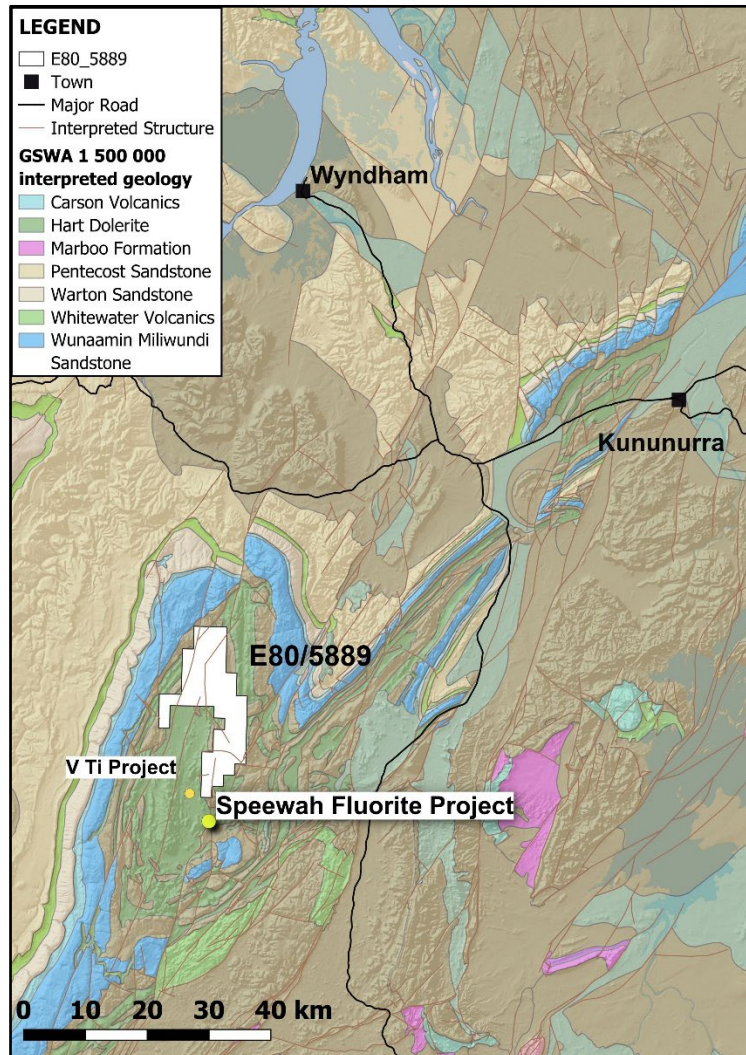 LEGEND
E80_5889
Town
Major Road
Interpreted Structure
GSWA 1 500 000
interpreted geology
Carson Volcanics
Hart Dolerite
Marboo Formation
Pentecost Sandstone
Warton Sandstone
Whitewater Volcanics
Wunaamin Miliwundi
Sandstone
Wyndham
Kununurra
E80/5889
V Ti Project
Speewah Fluorite Project
0 10 20 30 40 km